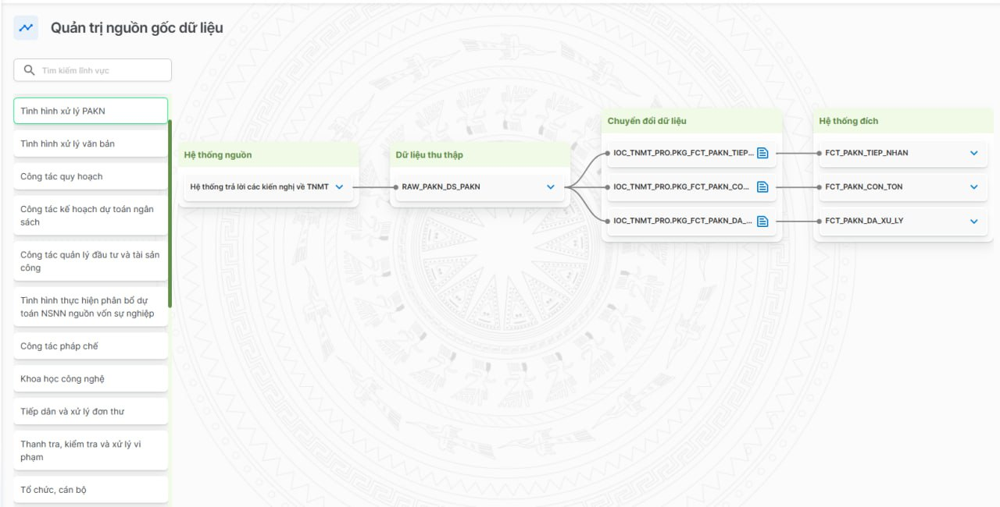 Quản trị nguồn gốc dữ liệu
Tìm kiếm lĩnh vực
Tình hình xử lý PAKN
Tình hình xử lý văn bản
Công tác quy hoạch
Công tác kế hoạch dự toán ngân
sách
Công tác quản lý đầu tư và tài sản
công
Tình hình thực hiện phân bổ dự
toán NSNN nguồn vốn sự nghiệp
Công tác pháp chế
Khoa học công nghệ
Tiếp dân và xử lý đơn thư
Thanh tra, kiểm tra và xử lý vi
phạm
Tổ chức, cán bộ
Hệ thống nguồn
Hệ thống trả lời các kiến nghị về TNMT
Dữ liệu thu thập
RAW_PAKN_DS_PAKN
Chuyển đổi dữ liệu
IOC_TNMT_PRO.PKG_FCT_PAKN_TIEP...
IOC_TNMT_PRO.PKG_FCT_PAKN_CO...
IOC_TNMT_PRO.PKG_FCT_PAKN_DA_...
Hệ thống đích
FCT_PAKN_TIEP_NHAN
FCT_PAKN_CON_TON
FCT_PAKN_DA_XU_LY